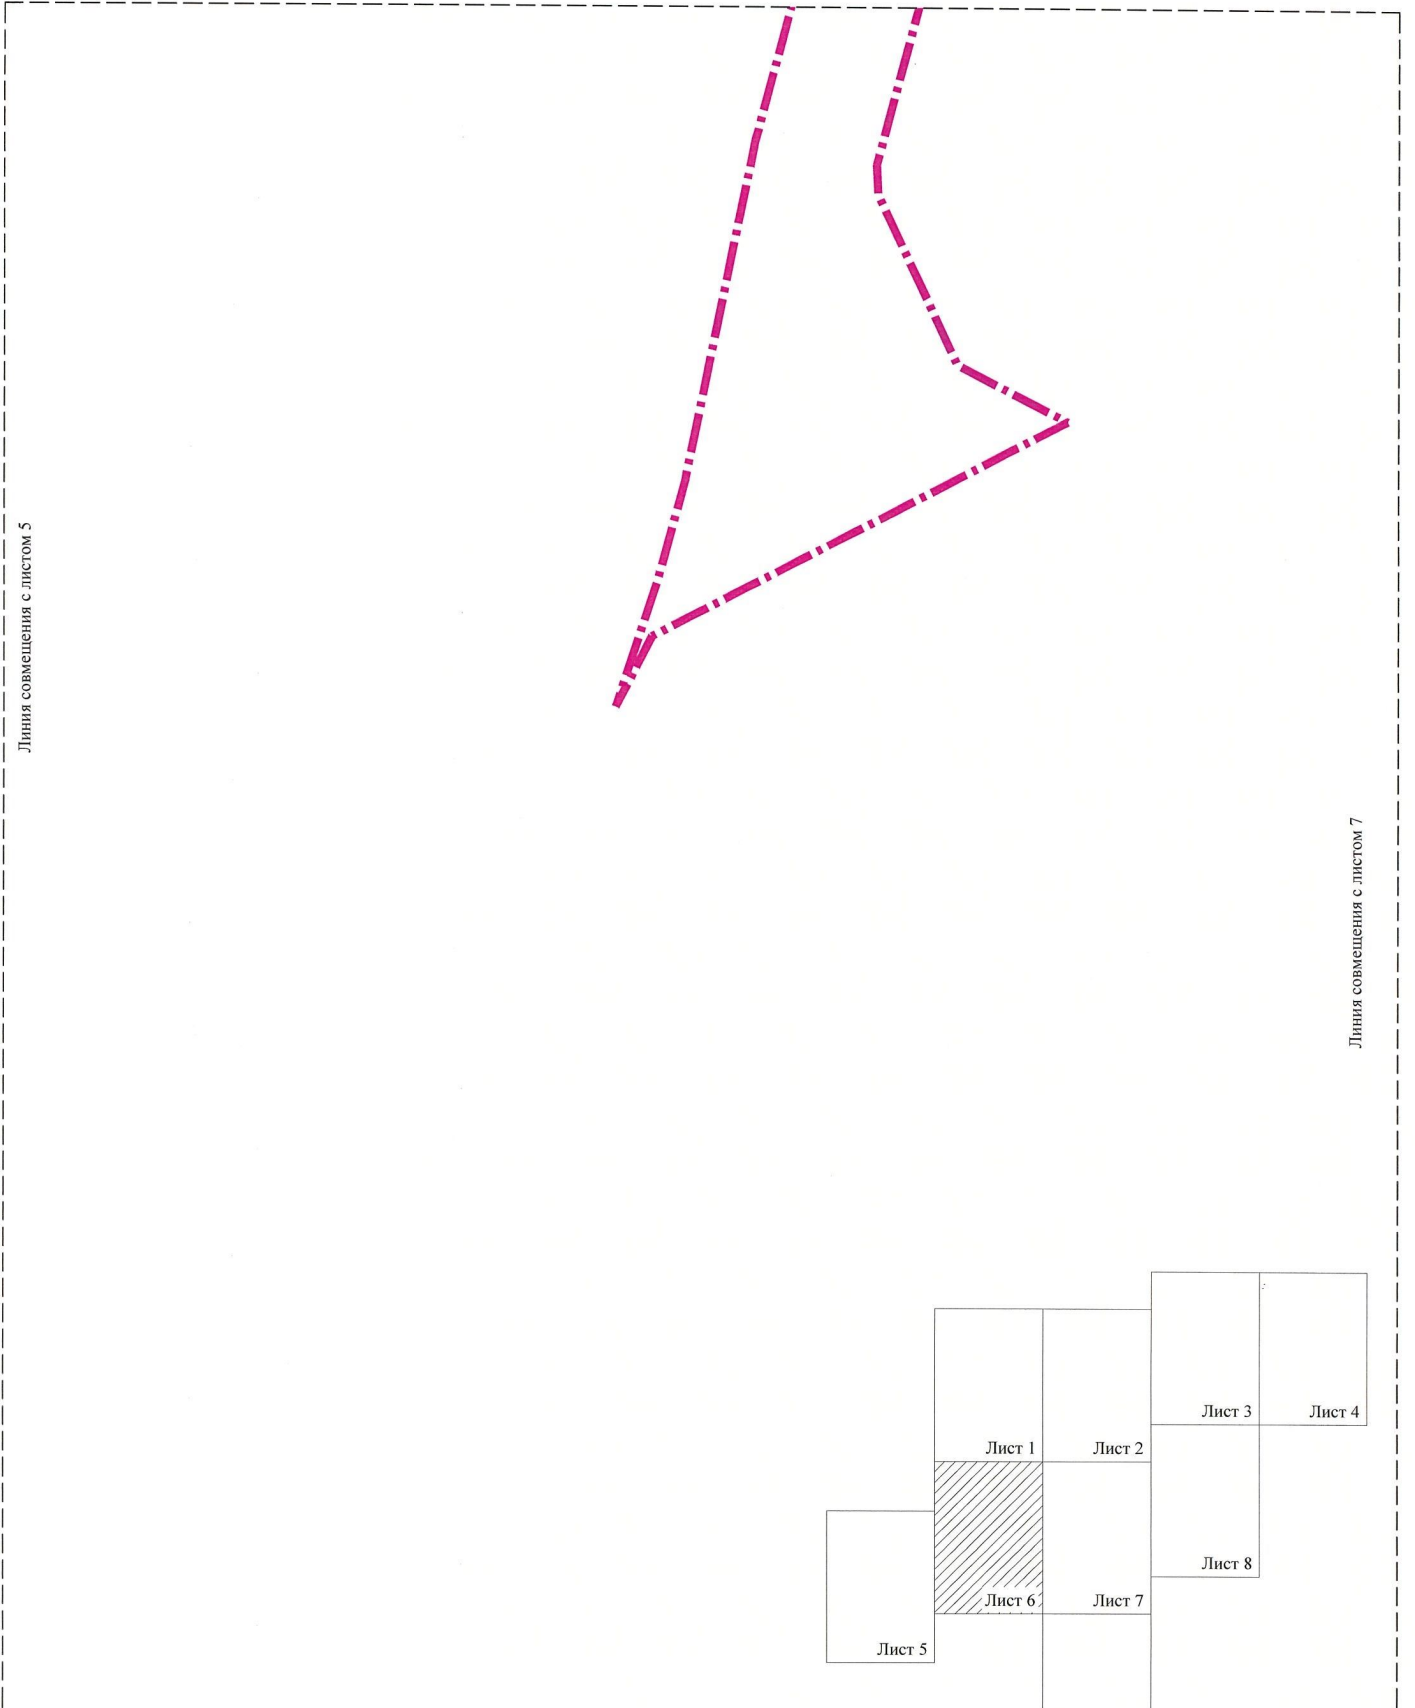 Линия совмещения с листом 5
Линия совмещения с листом 7
Лист 3
Лист 4
Лист 1
Лист 2
Лист 8
Лист 6
Лист 7
Лист 5